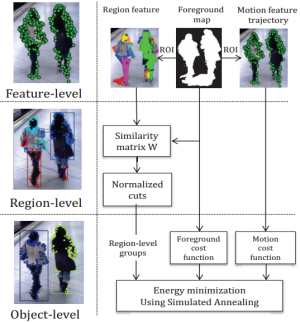 Region feature
Foreground map
Motion feature trajectory
ROI
ROI
Feature-level
Similarity matrix W
Normalized cuts
Region-level
Region-level groups
Foreground cost function
Motion cost function
Energy minimization
Using Simulated Annealing
Object-level